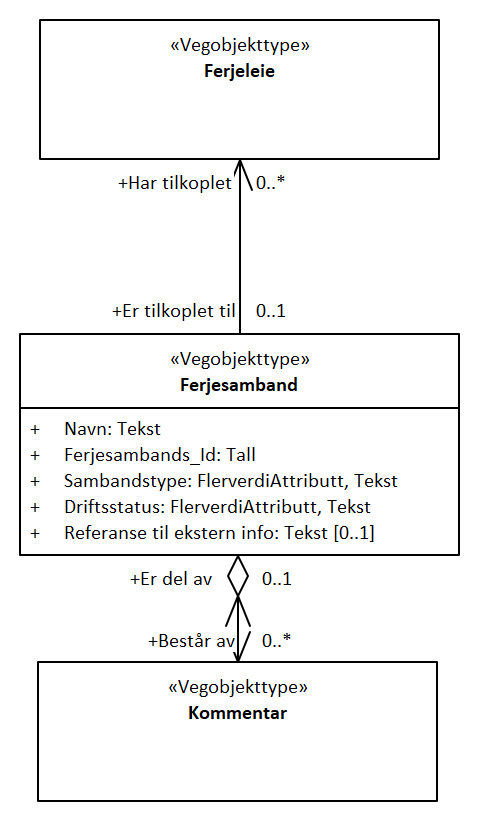 «Vegobjekttype»
Ferjeleie
+Har tilkoplet 0..*
+Er tilkoplet til 0..1
«Vegobjekttype»
Ferjesamband
+ Navn: Tekst
+ Ferjesambands_Id: Tall
+ Sambandstype: FlerverdiAttributt, Tekst
+ Driftsstatus: FlerverdiAttributt, Tekst
+ Referanse til ekstern info: Tekst [0..1]
+Er del av 0..1
+Består av 0..*
«Vegobjekttype»
Kommentar